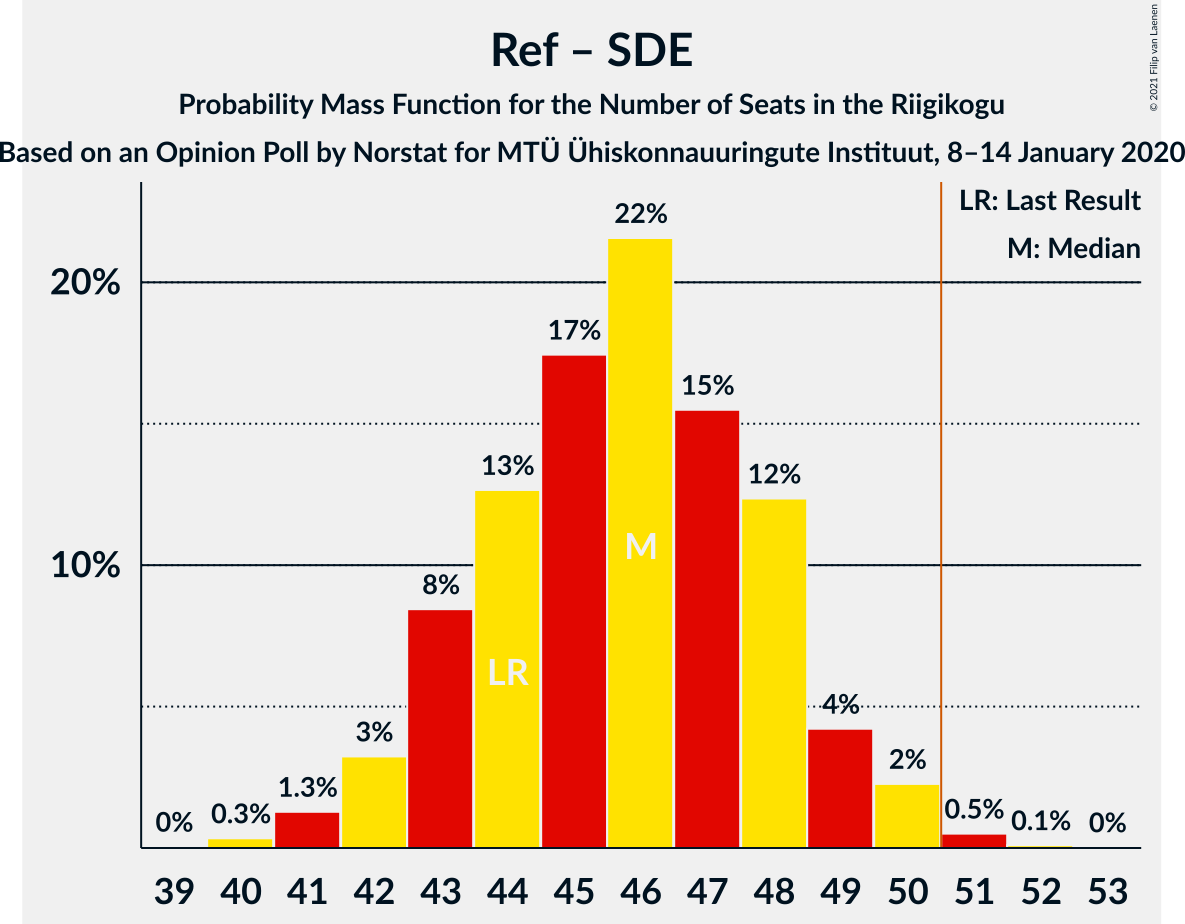 Ref – SDE
Probability Mass Function for the Number of Seats in the Riigikogu
Based on an Opinion Poll by Norstat for MTÜ Ühiskonnauuringute Instituut, 8–14 January 2020
© 2021 Filip van Laenen
LR: Last Result
M: Median
20%
10%
0%
0.3%
1.3%
3%
8%
13%
17%
22%
15%
12%
4%
2%
0.5%
0.1%
0%
LR
M
39 40 41 42 43 44 45 46 47 48 49 50 51 52 53